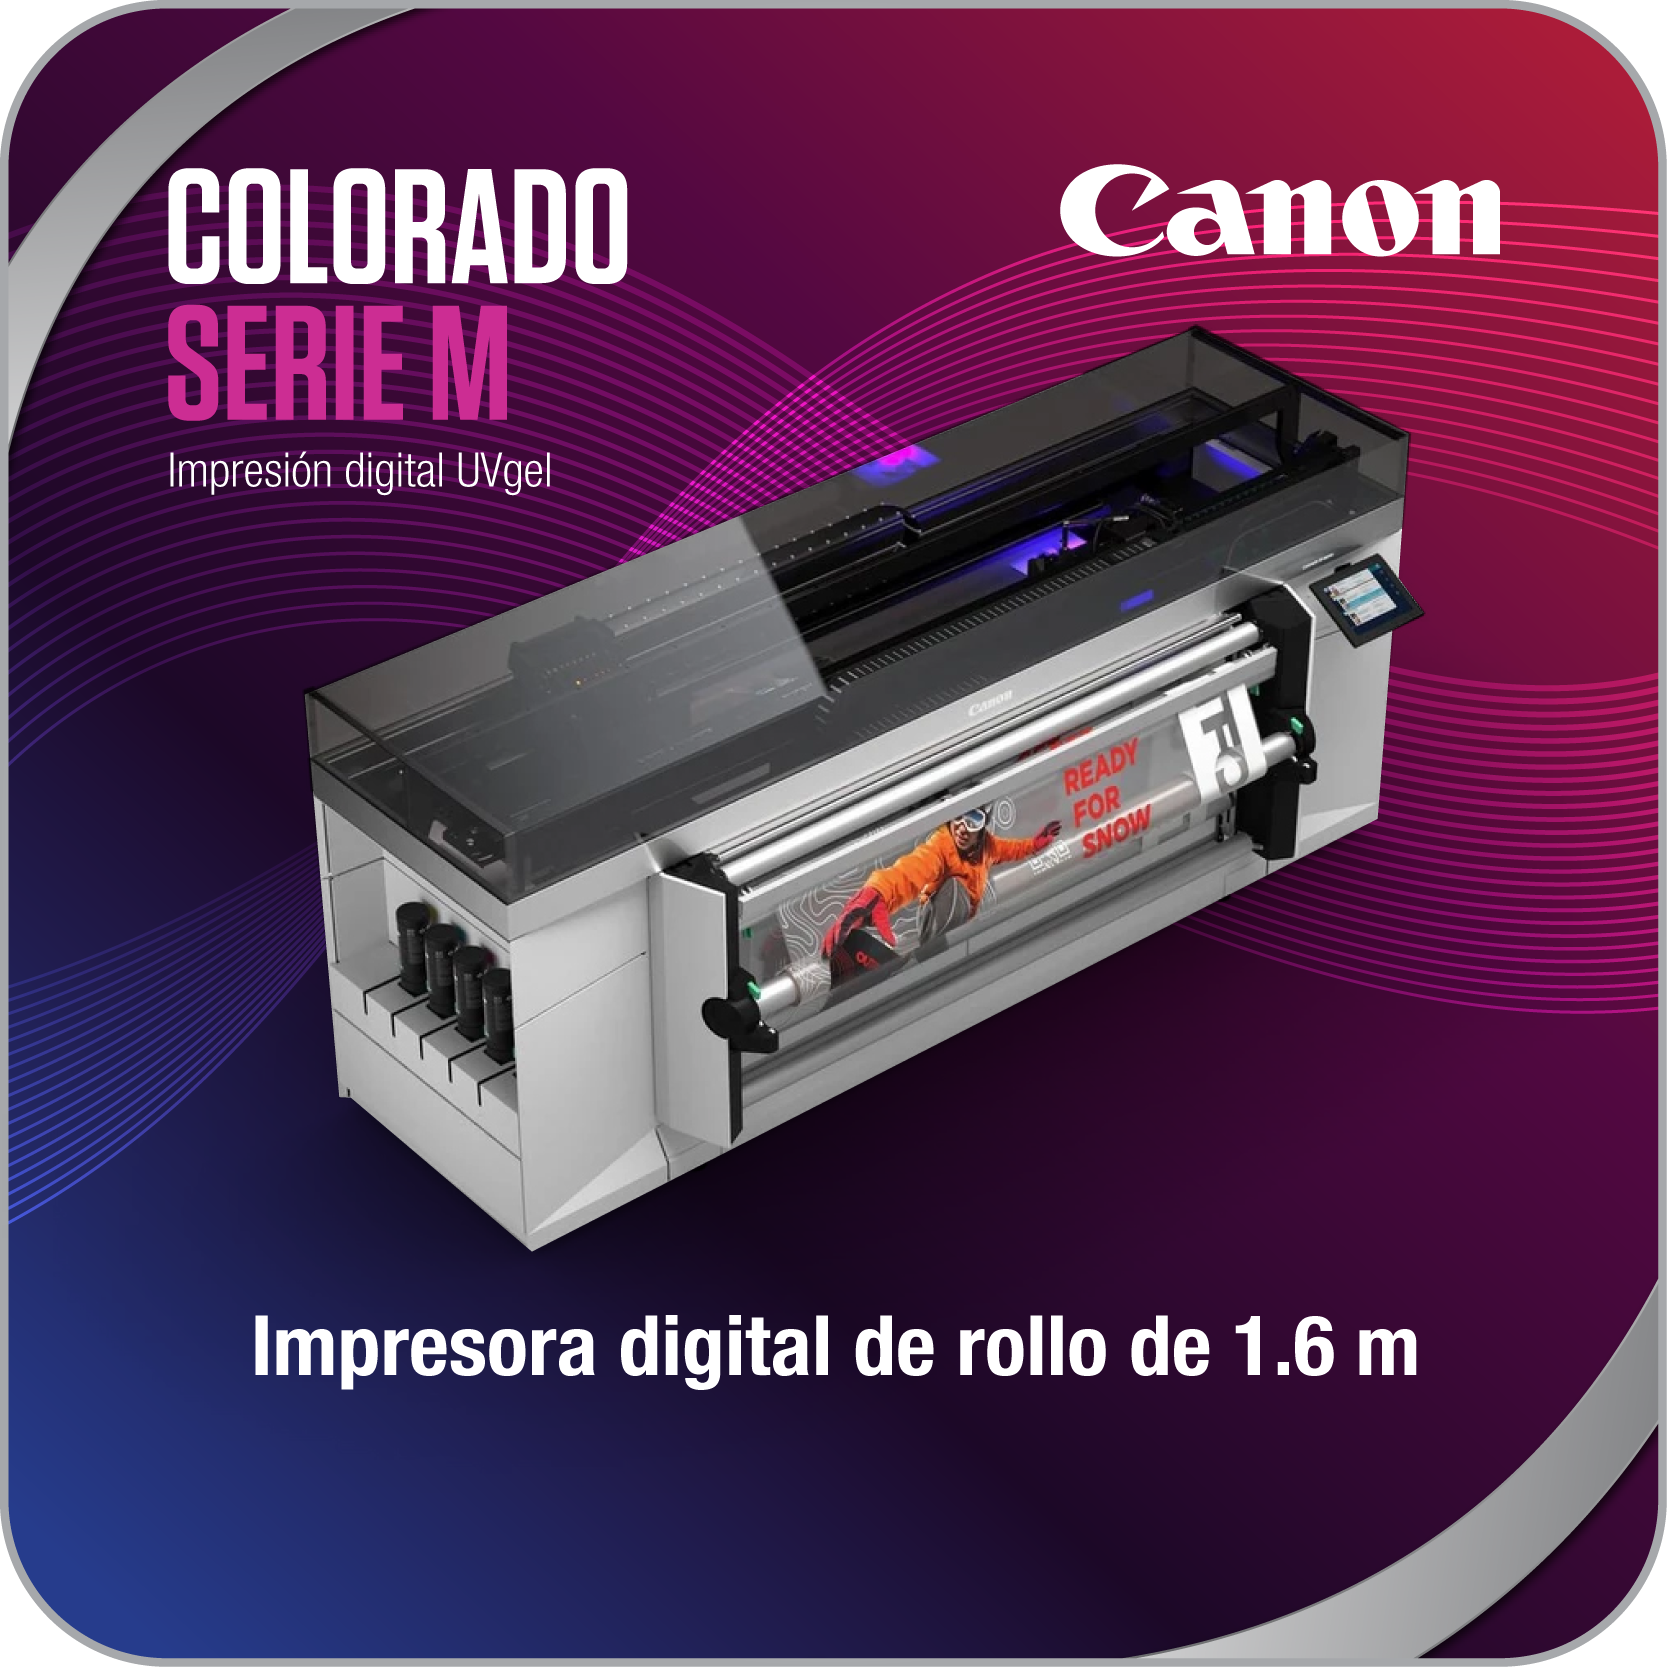 COLORADO
SERIE M
Impresión digital UVgel
Canon
Canon
READY
FOR
SNOW
Impresora digital de rollo de 1.6 m